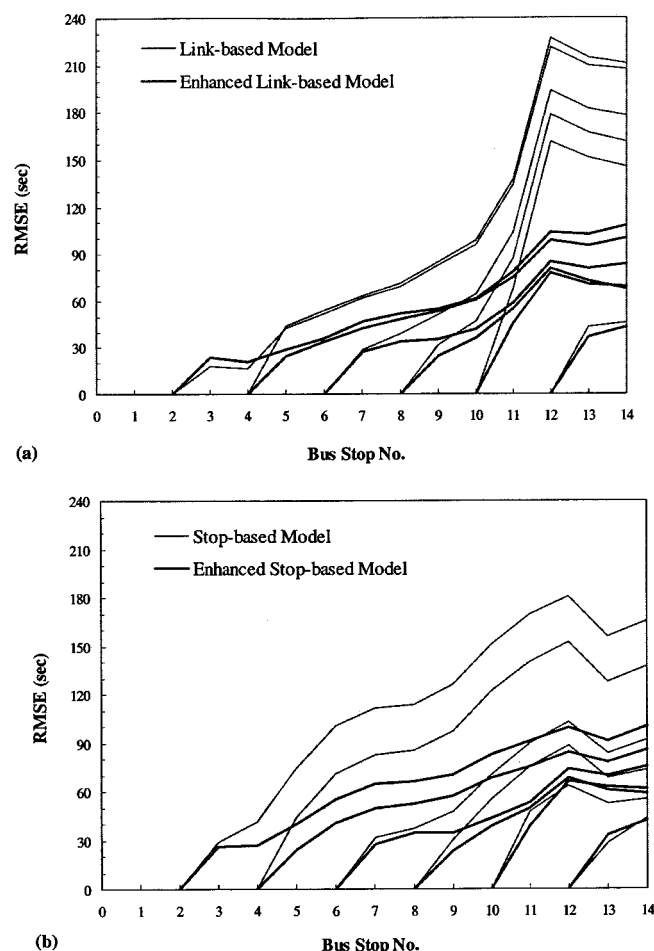 240
210
180
150
120
90
60
30
0
RMSE (sec)
Link-based Model
Enhanced Link-based Model
0 1 2 3 4 5 6 7 8 9 10 11 12 13 14
(a) Bus Stop No.
240
210
180
150
120
90
60
30
0
RMSE (sec)
Stop-based Model
Enhanced Stop-based Model
0 1 2 3 4 5 6 7 8 9 10 11 12 13 14
(b) Bus Stop No.